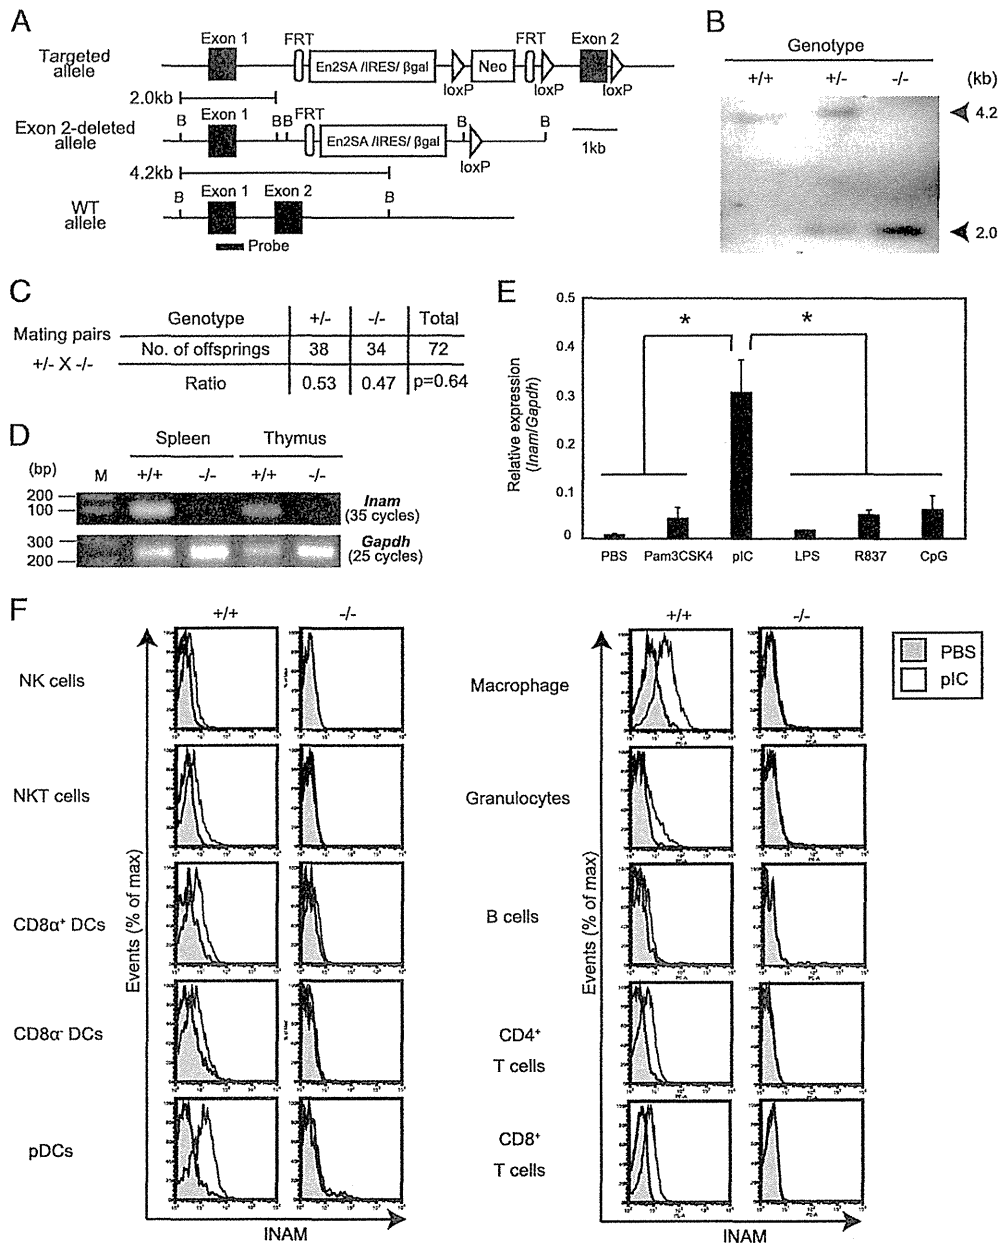 A
Targeted allele
Exon 1
FRT
En2SA /IRES/ βgal
loxP
Neo
FRT
loxP
Exon 2
loxP
2.0kb
Exon 2-deleted allele
B
Exon 1
B B
FRT
En2SA /IRES/ βgal
B
loxP
B
1kb
4.2kb
WT allele
B
Exon 1
Exon 2
B
Probe
B
Genotype
+/+ +/- -/- (kb)
4.2
2.0
C
Mating pairs
+/- X -/-
Genotype +/- -/- Total
No. of offsprings 38 34 72
Ratio 0.53 0.47 p=0.64
D
Spleen Thymus
(bp) M +/+ -/- +/+ -/-
200
100
Inam
(35 cycles)
300
200
Gapdh
(25 cycles)
E
Relative expression
(Inam/Gapdh)
0.5
0.4
0.3
0.2
0.1
0
* *
PBS Pam3CSK4 pIC LPS R837 CpG
F
+/+ -/-
NK cells
NKT cells
CD8α+ DCs
CD8α- DCs
pDCs
Events (% of max)
INAM
+/+ -/-
Macrophage
Granulocytes
B cells
CD4+
T cells
CD8+
T cells
Events (% of max)
INAM
PBS
pIC